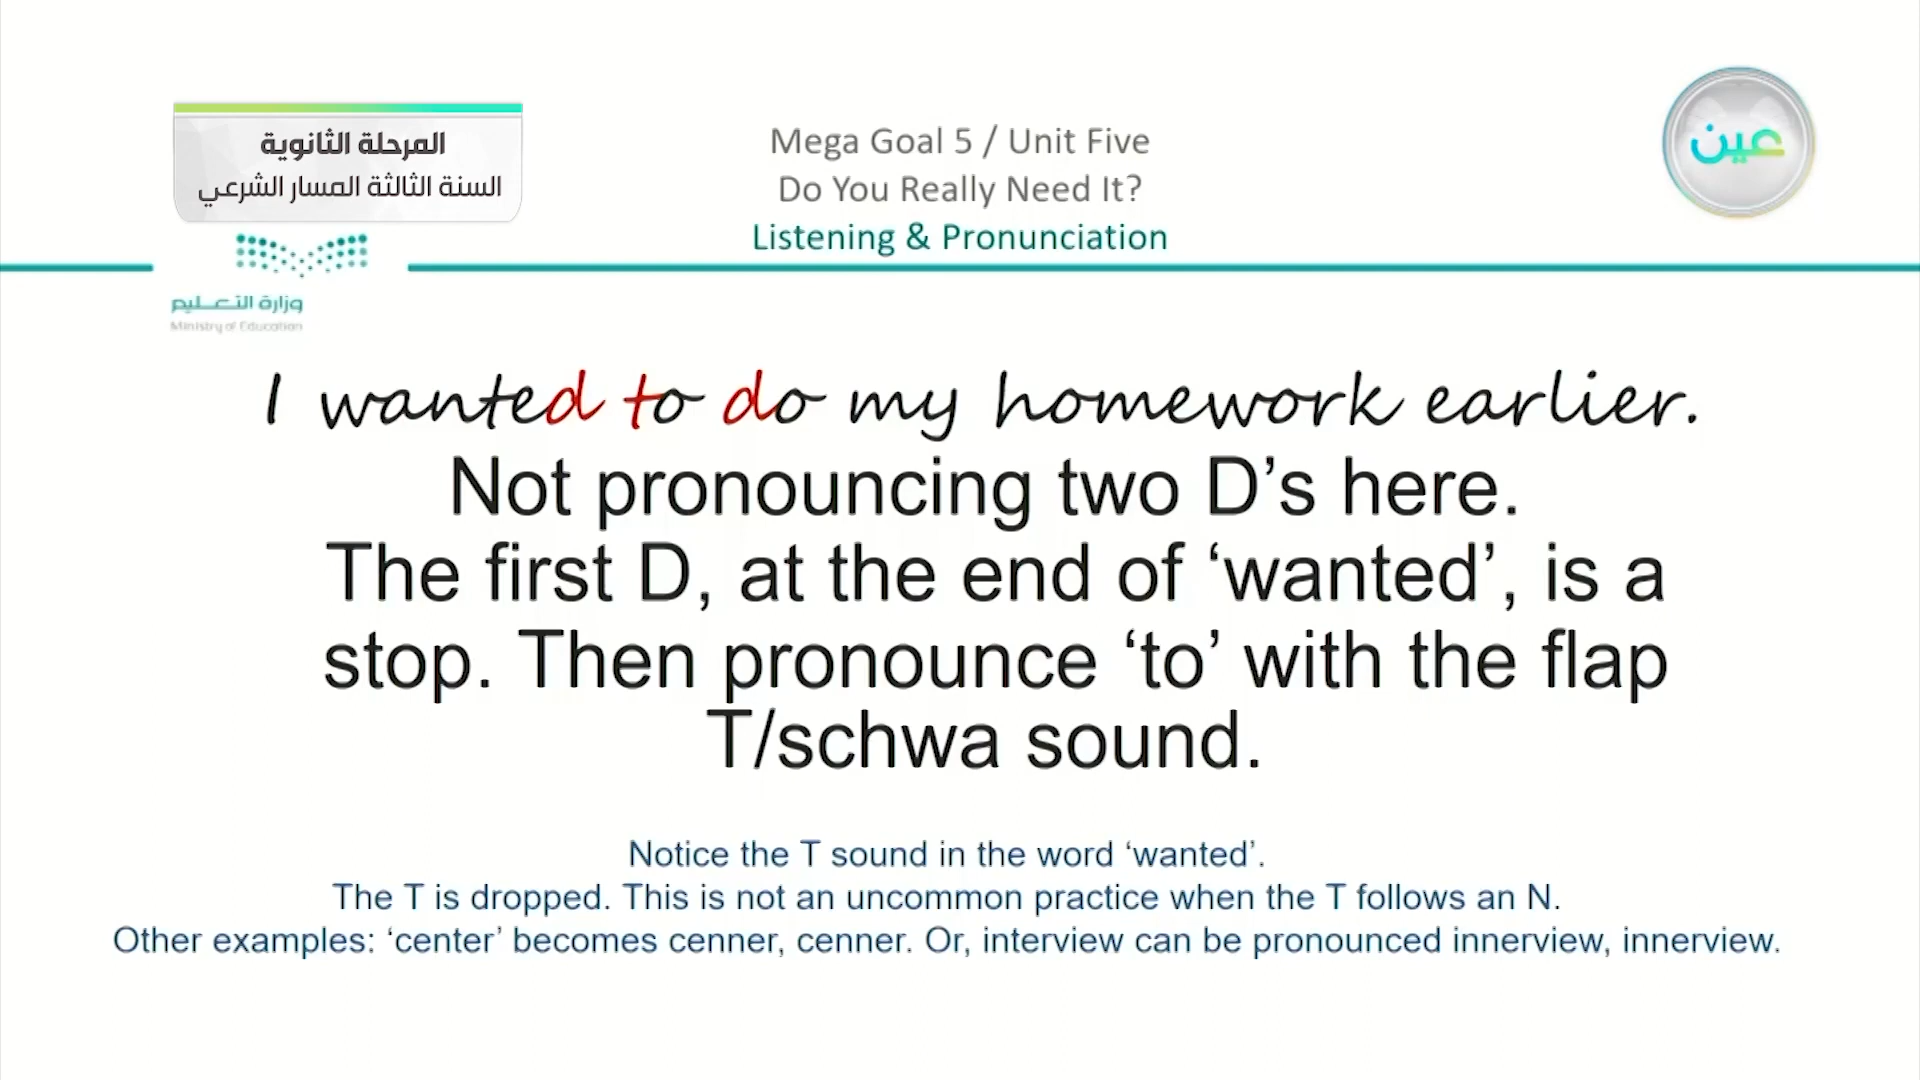 المرحلة الثانوية
السنة الثالثة المسار الشرعي
Mega Goal 5 / Unit Five
Do You Really Need It?
Listening & Pronunciation
عين
وزارة التعليم
Ministry of Education
I wanted to do my homework earlier.
Not pronouncing two D’s here.
The first D, at the end of ‘wanted’, is a
stop. Then pronounce ‘to’ with the flap
T/schwa sound.
Notice the T sound in the word ‘wanted’.
The T is dropped. This is not an uncommon practice when the T follows an N.
Other examples: ‘center’ becomes cenner, cenner. Or, interview can be pronounced innerview, innerview.